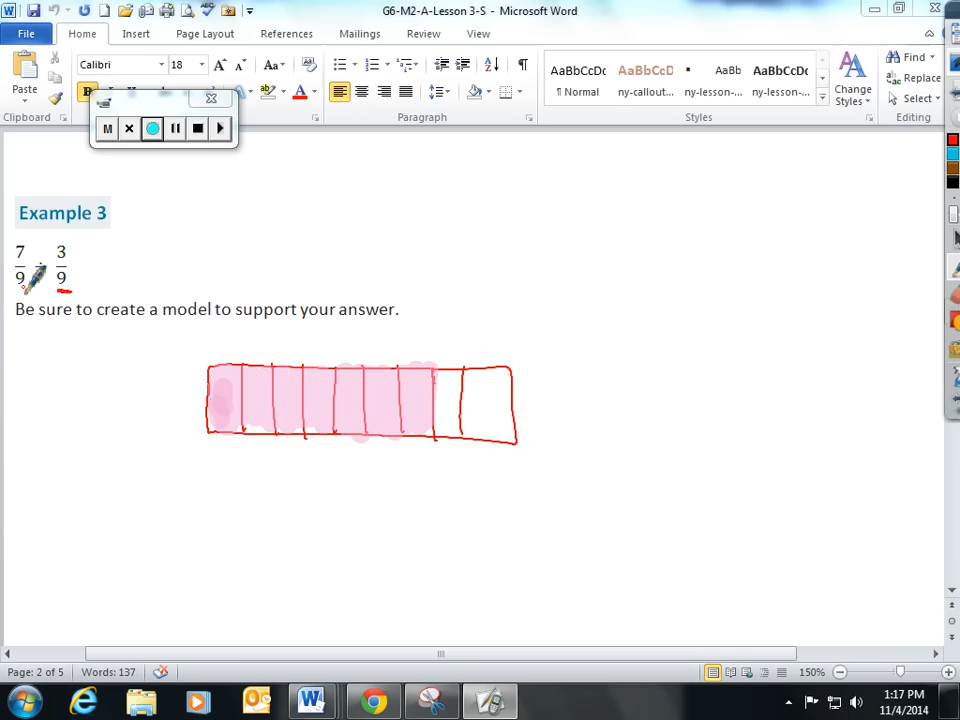 G6-M2-A-Lesson 3-S - Microsoft Word
File Home Insert Page Layout References Mailings Review View
Calibri 18 Aa
AaBbCcDc AaBbCcD AaBb AaBbCcDc
Paste
¶ Normal ny-callout... ny-lesson-... ny-lesson-...
Change Styles
Find
Replace
Select
Clipboard Paragraph Styles Editing
M
Example 3
7/9 ÷ 3/9
Be sure to create a model to support your answer.
Page: 2 of 5 Words: 137 150%
1:17 PM
11/4/2014